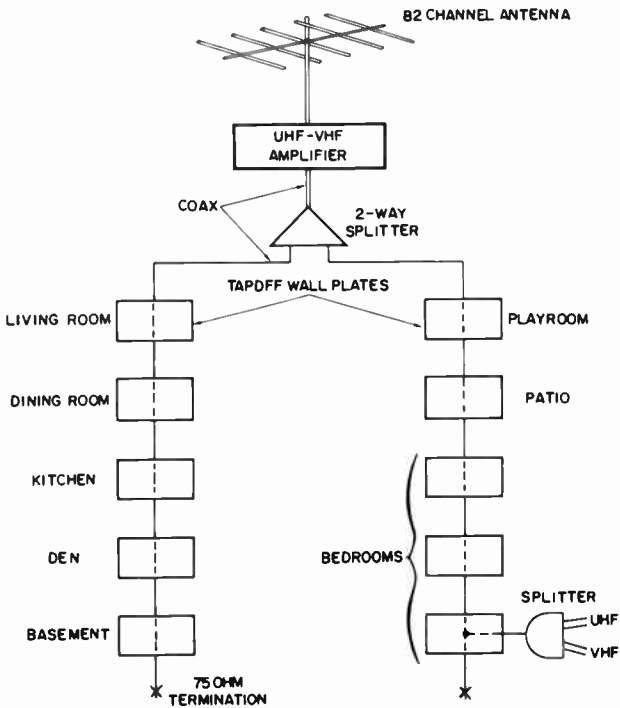 82 CHANNEL ANTENNA
UHF-VHF
AMPLIFIER
COAX
2-WAY
SPLITTER
TAPOFF WALL PLATES
LIVING ROOM
PLAYROOM
DINING ROOM
PATIO
KITCHEN
DEN
BEDROOMS
SPLITTER
UHF
VHF
BASEMENT
75 OHM
TERMINATION